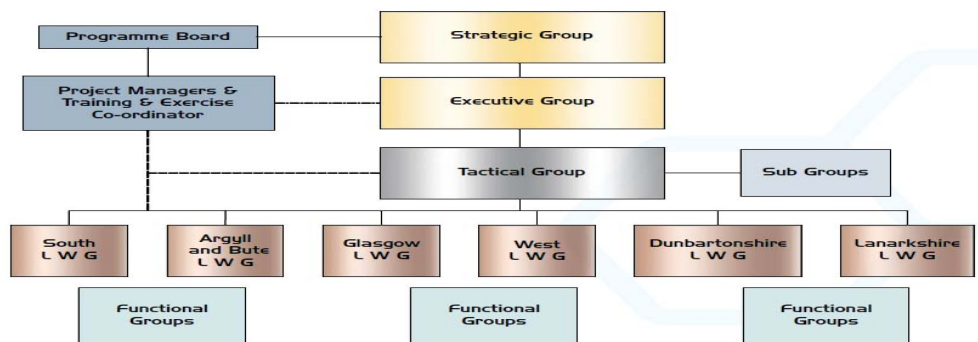 Programme Board
Strategic Group
Project Managers &
Training & Exercise
Co-ordinator
Executive Group
Tactical Group
Sub Groups
South
L W G
Argyll
and Bute
L W G
Glasgow
L W G
West
L W G
Dunbartonshire
L W G
Lanarkshire
L W G
Functional
Groups
Functional
Groups
Functional
Groups